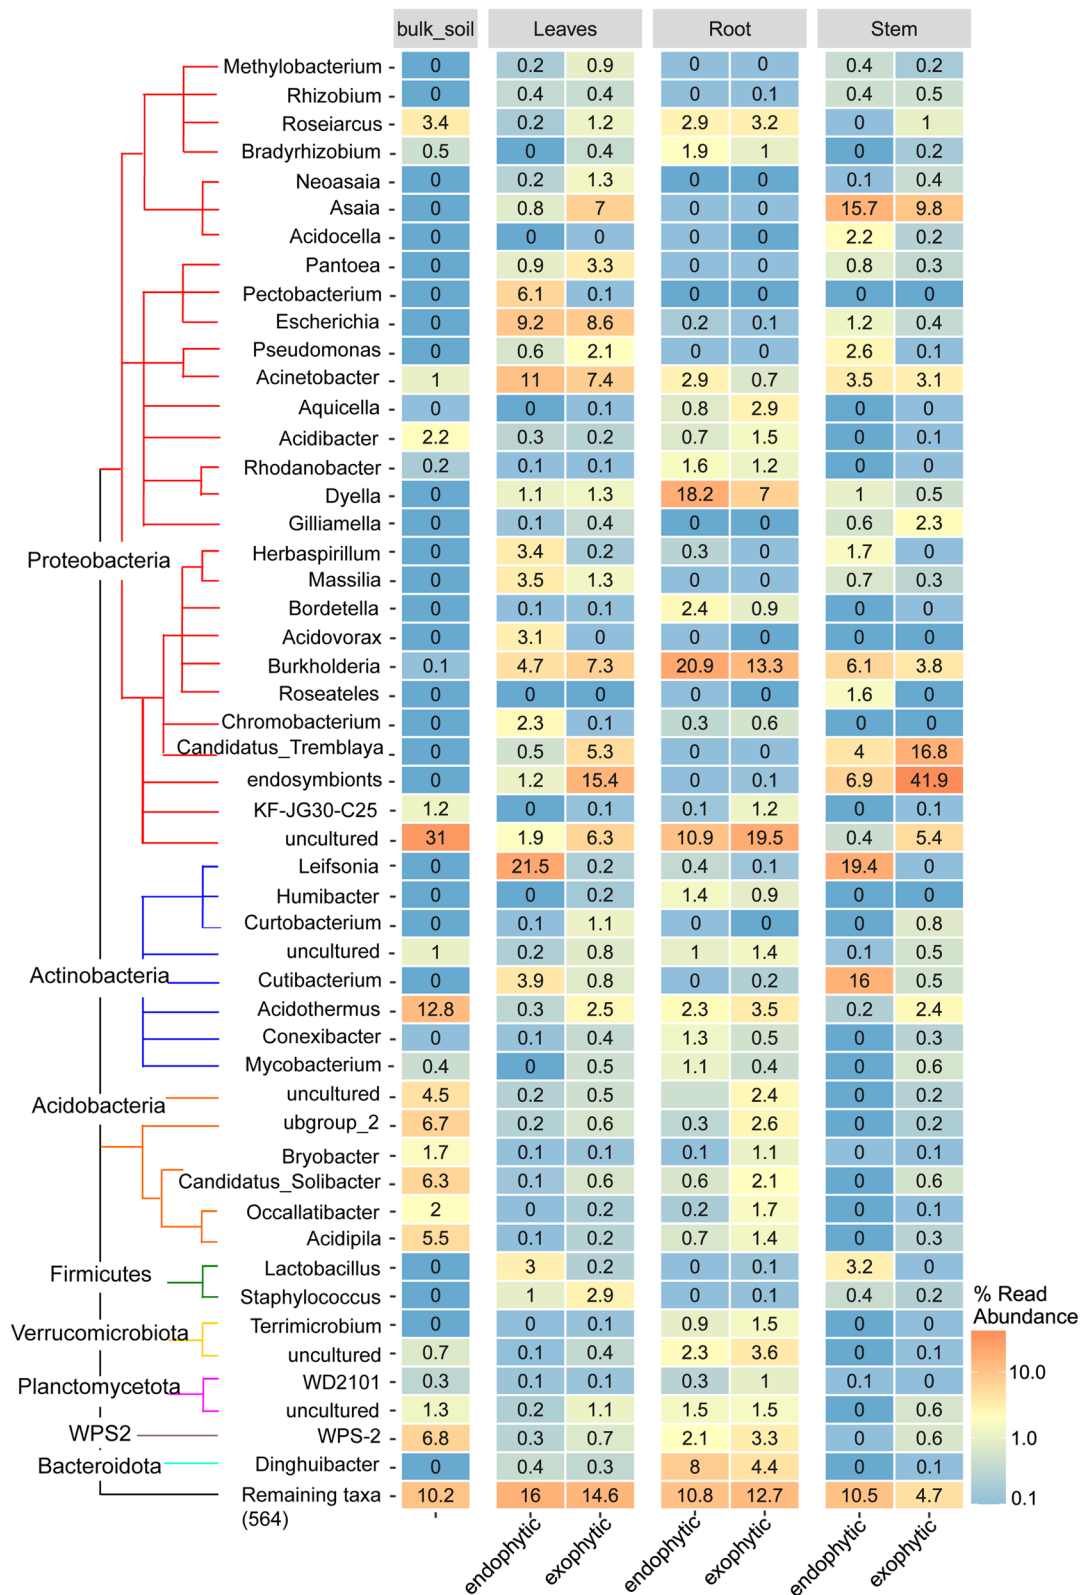 bulk_soil Leaves Root Stem
Methylobacterium 0 0.2 0.9 0 0 0.4 0.2
Rhizobium 0 0.4 0.4 0 0.1 0.4 0.5
Roseiarcus 3.4 0.2 1.2 2.9 3.2 0 1
Bradyrhizobium 0.5 0 0.4 1.9 1 0 0.2
Neoasaia 0 0.2 1.3 0 0 0.1 0.4
Asaia 0 0.8 7 0 0 15.7 9.8
Acidocella 0 0 0 0 0 2.2 0.2
Pantoea 0 0.9 3.3 0 0 0.8 0.3
Pectobacterium 0 6.1 0.1 0 0 0 0
Escherichia 0 9.2 8.6 0.2 0.1 1.2 0.4
Pseudomonas 0 0.6 2.1 0 0 2.6 0.1
Acinetobacter 1 11 7.4 2.9 0.7 3.5 3.1
Aquicella 0 0 0.1 0.8 2.9 0 0
Acidibacter 2.2 0.3 0.2 0.7 1.5 0 0.1
Rhodanobacter 0.2 0.1 0.1 1.6 1.2 0 0
Dyella 0 1.1 1.3 18.2 7 1 0.5
Gilliamella 0 0.1 0.4 0 0 0.6 2.3
Proteobacteria
Herbaspirillum 0 3.4 0.2 0.3 0 1.7 0
Massilia 0 3.5 1.3 0 0 0.7 0.3
Bordetella 0 0.1 0.1 2.4 0.9 0 0
Acidovorax 0 3.1 0 0 0 0 0
Burkholderia 0.1 4.7 7.3 20.9 13.3 6.1 3.8
Roseateles 0 0 0 0 0 1.6 0
Chromobacterium 0 2.3 0.1 0.3 0.6 0 0
Candidatus_Tremblaya 0 0.5 5.3 0 0 4 16.8
endosymbionts 0 1.2 15.4 0 0.1 6.9 41.9
KF-JG30-C25 1.2 0 0.1 0.1 1.2 0 0.1
uncultured 31 1.9 6.3 10.9 19.5 0.4 5.4
Leifsonia 0 21.5 0.2 0.4 0.1 19.4 0
Humibacter 0 0 0.2 1.4 0.9 0 0
Curtobacterium 0 0.1 1.1 0 0 0 0.8
uncultured 1 0.2 0.8 1 1.4 0.1 0.5
Actinobacteria
Cutibacterium 0 3.9 0.8 0 0.2 16 0.5
Acidothermus 12.8 0.3 2.5 2.3 3.5 0.2 2.4
Conexibacter 0 0.1 0.4 1.3 0.5 0 0.3
Mycobacterium 0.4 0 0.5 1.1 0.4 0 0.6
Acidobacteria
uncultured 4.5 0.2 0.5 2.4 0 0.2
ubgroup_2 6.7 0.2 0.6 0.3 2.6 0 0.2
Bryobacter 1.7 0.1 0.1 0.1 1.1 0 0.1
Candidatus_Solibacter 6.3 0.1 0.6 0.6 2.1 0 0.6
Occallatibacter 2 0 0.2 0.2 1.7 0 0.1
Acidipila 5.5 0.1 0.2 0.7 1.4 0 0.3
Firmicutes
Lactobacillus 0 3 0.2 0 0.1 3.2 0
Staphylococcus 0 1 2.9 0 0.1 0.4 0.2
Verrucomicrobiota
Terrimicrobium 0 0 0.1 0.9 1.5 0 0
uncultured 0.7 0.1 0.4 2.3 3.6 0 0.1
Planctomycetota
WD2101 0.3 0.1 0.1 0.3 1 0.1 0
uncultured 1.3 0.2 1.1 1.5 1.5 0 0.6
WPS2
WPS-2 6.8 0.3 0.7 2.1 3.3 0 0.6
Bacteroidota
Dinghuibacter 0 0.4 0.3 8 4.4 0 0.1
Remaining taxa 10.2 16 14.6 10.8 12.7 10.5 4.7
(564)
endophytic exophytic endophytic exophytic endophytic exophytic
% Read
Abundance
10.0
1.0
0.1